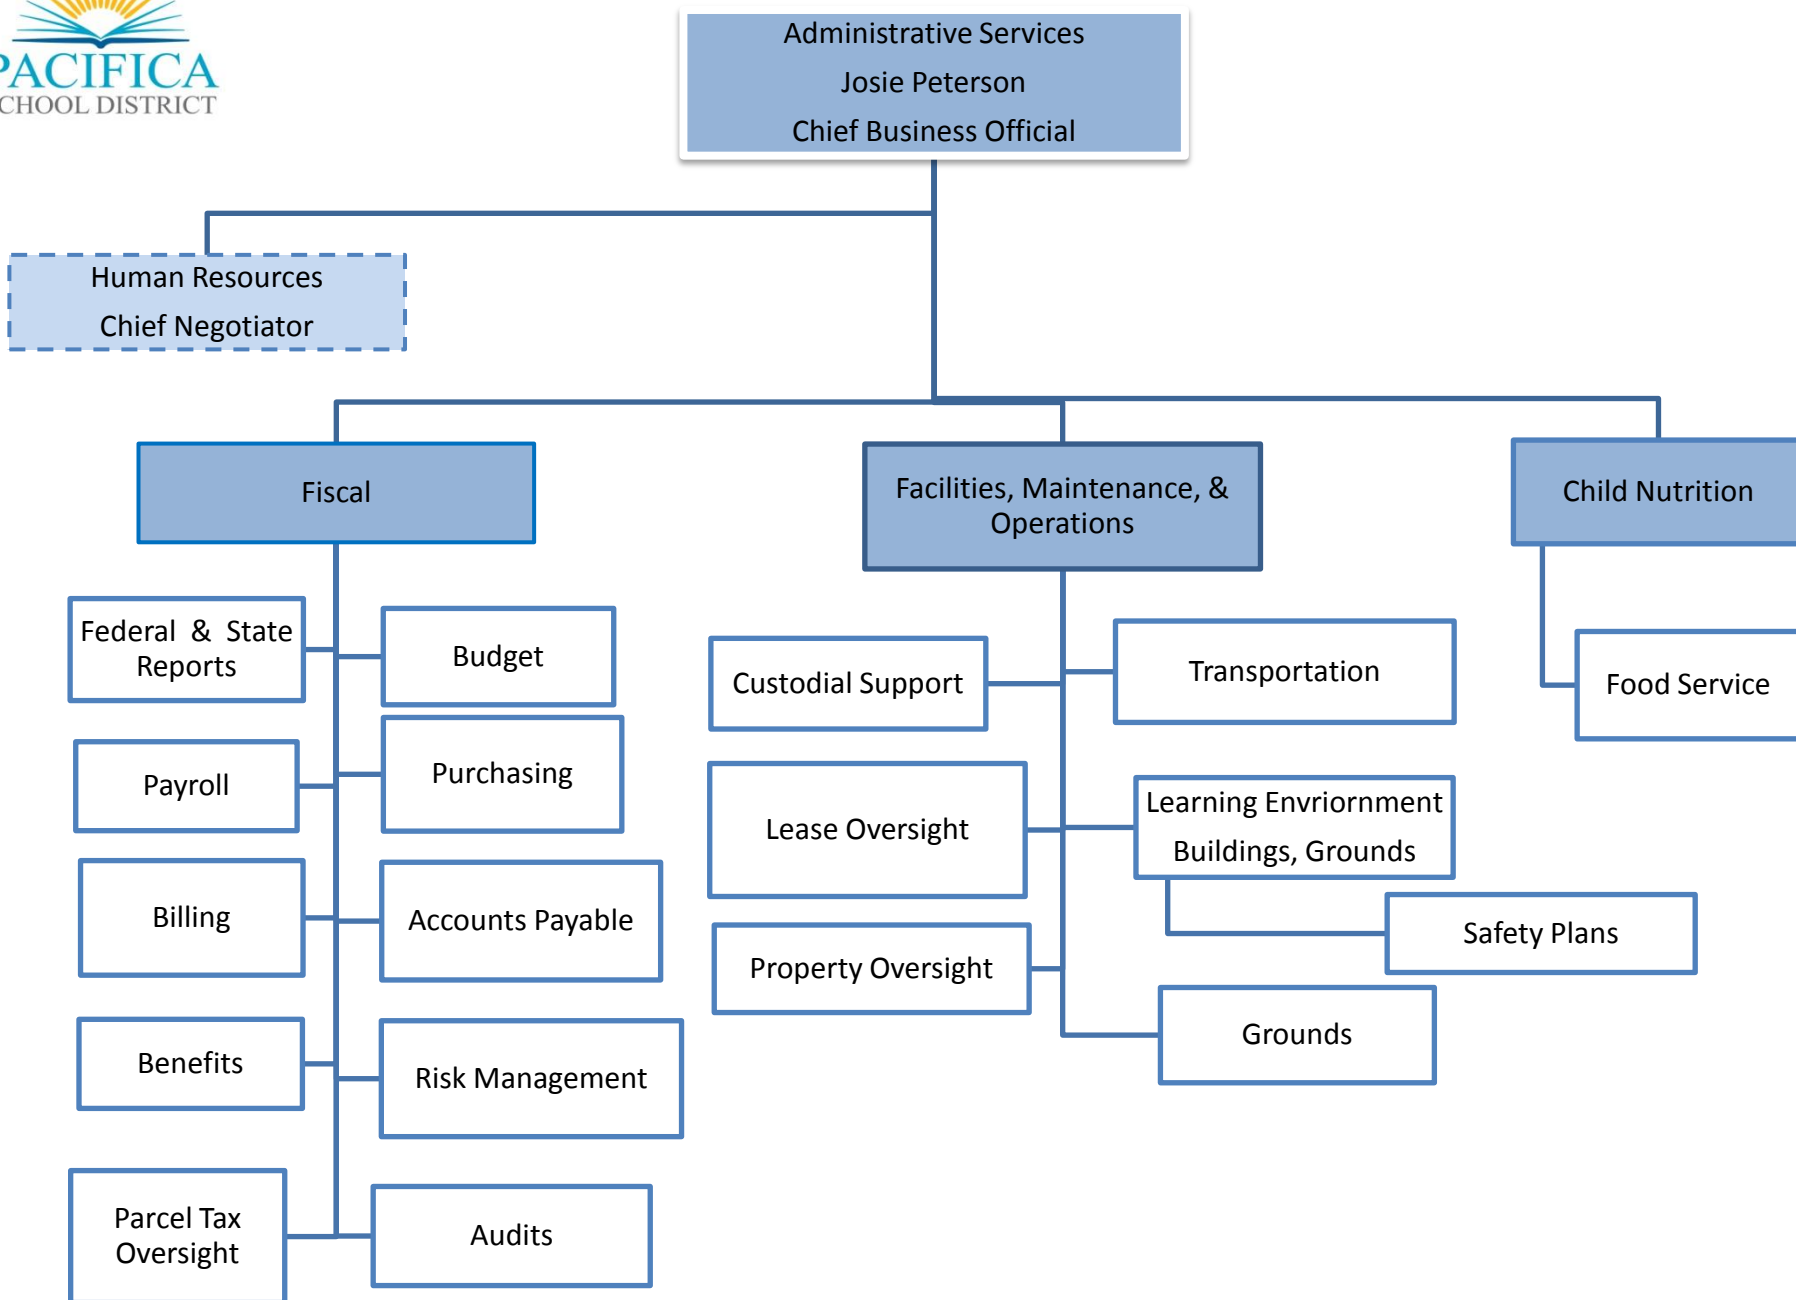 PACIFICA
SCHOOL DISTRICT
Administrative Services
Josie Peterson
Chief Business Official
Human Resources
Chief Negotiator
Fiscal
Facilities, Maintenance, &
Operations
Child Nutrition
Federal & State
Reports
Budget
Custodial Support
Transportation
Food Service
Payroll
Purchasing
Lease Oversight
Learning Envriornment
Buildings, Grounds
Billing
Accounts Payable
Property Oversight
Safety Plans
Benefits
Risk Management
Grounds
Parcel Tax
Oversight
Audits